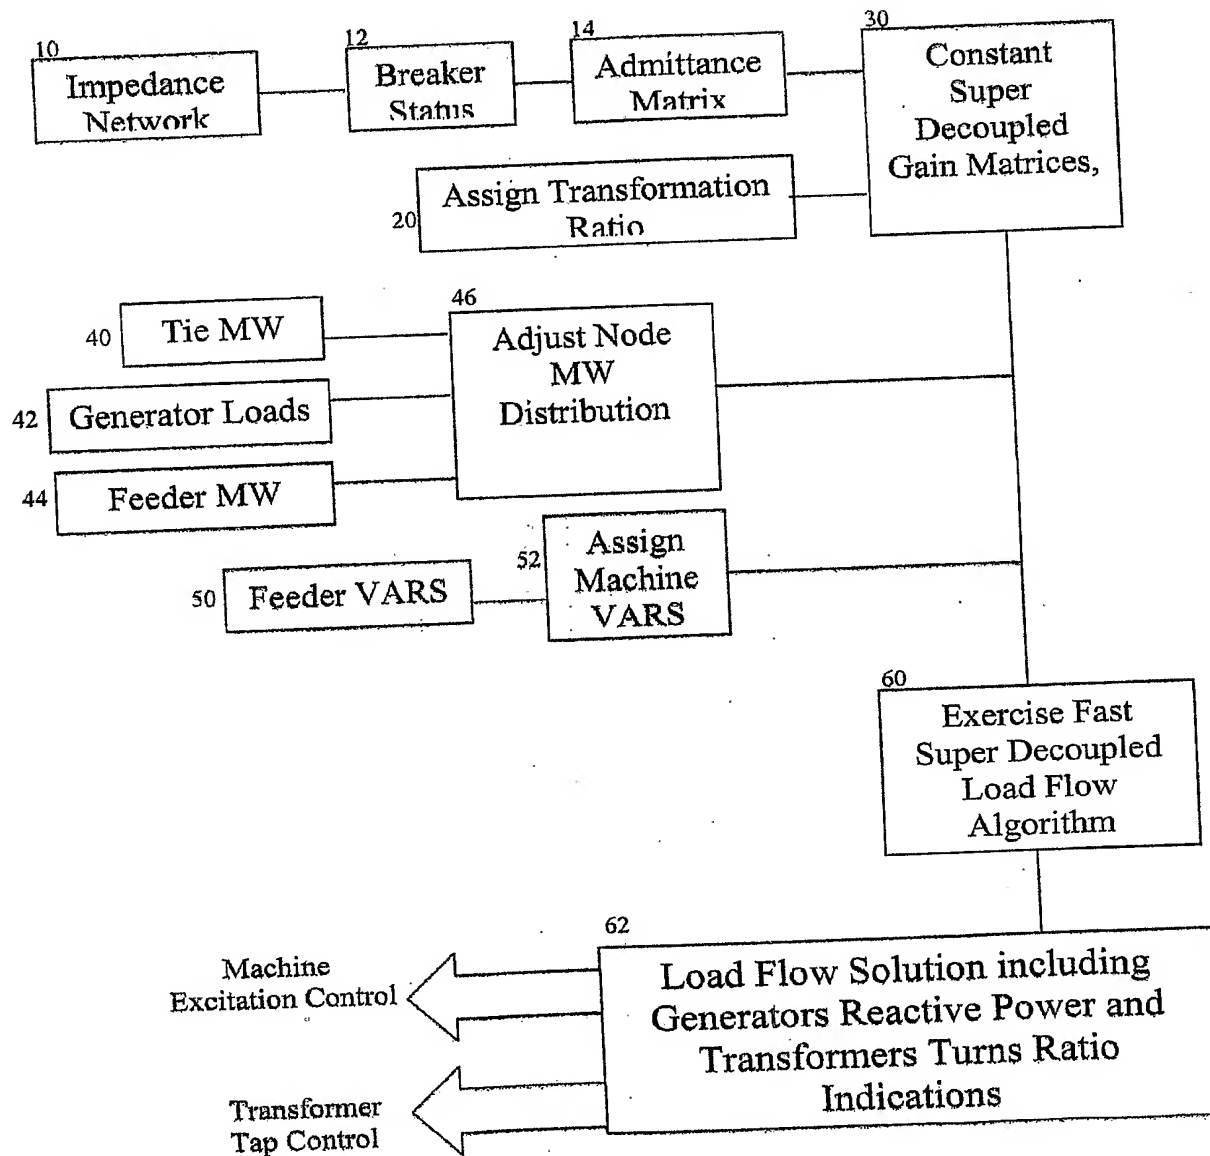 10
Impedance
Network
12
Breaker
Status
14
Admittance
Matrix
30
Constant
Super
Decoupled
Gain Matrices,
20
Assign Transformation
Ratio
40
Tie MW
42
Generator Loads
44
Feeder MW
46
Adjust Node
MW
Distribution
50
Feeder VARS
52
Assign
Machine
VARS
60
Exercise Fast
Super Decoupled
Load Flow
Algorithm
62
Load Flow Solution including
Generators Reactive Power and
Transformers Turns Ratio
Indications
Machine
Excitation Control
Transformer
Tap Control